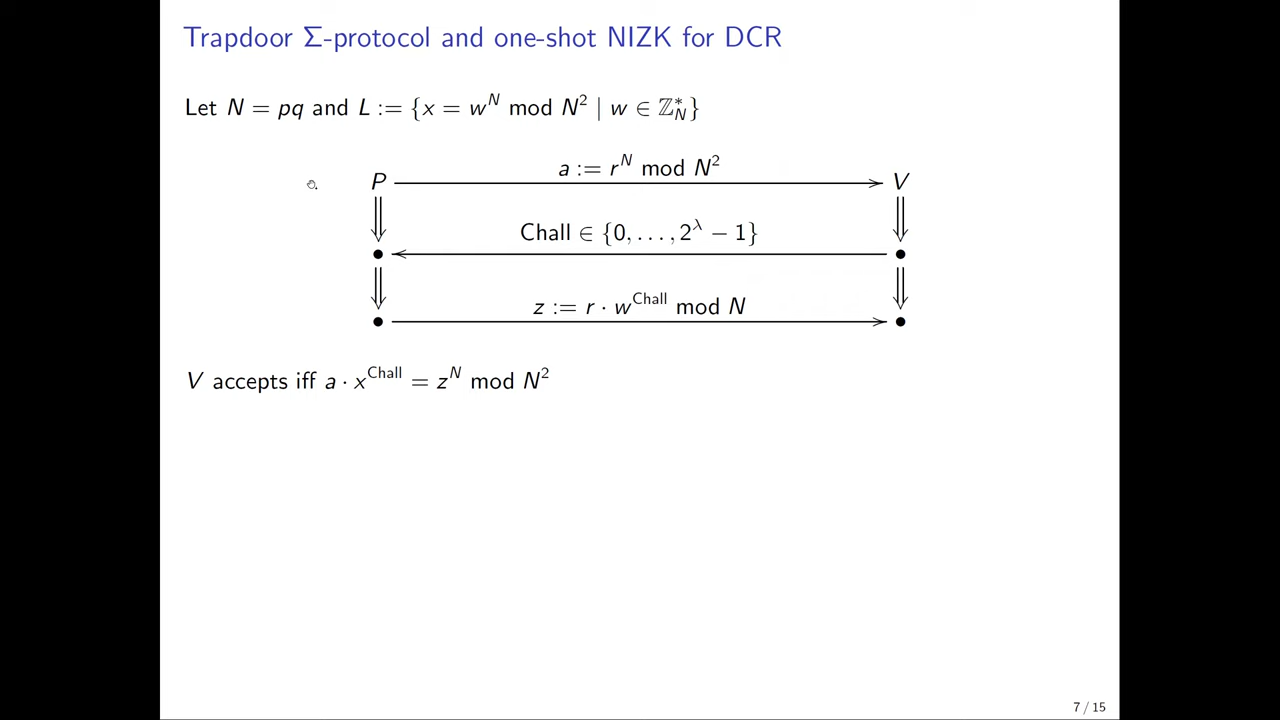 Trapdoor Σ-protocol and one-shot NIZK for DCR
Let N = pq and L := {x = w^N mod N^2 | w ∈ ℤ*_N}
a := r^N mod N^2
P V
Chall ∈ {0, . . . , 2^λ − 1}
z := r · w^Chall mod N
V accepts iff a · x^Chall = z^N mod N^2
7 / 15